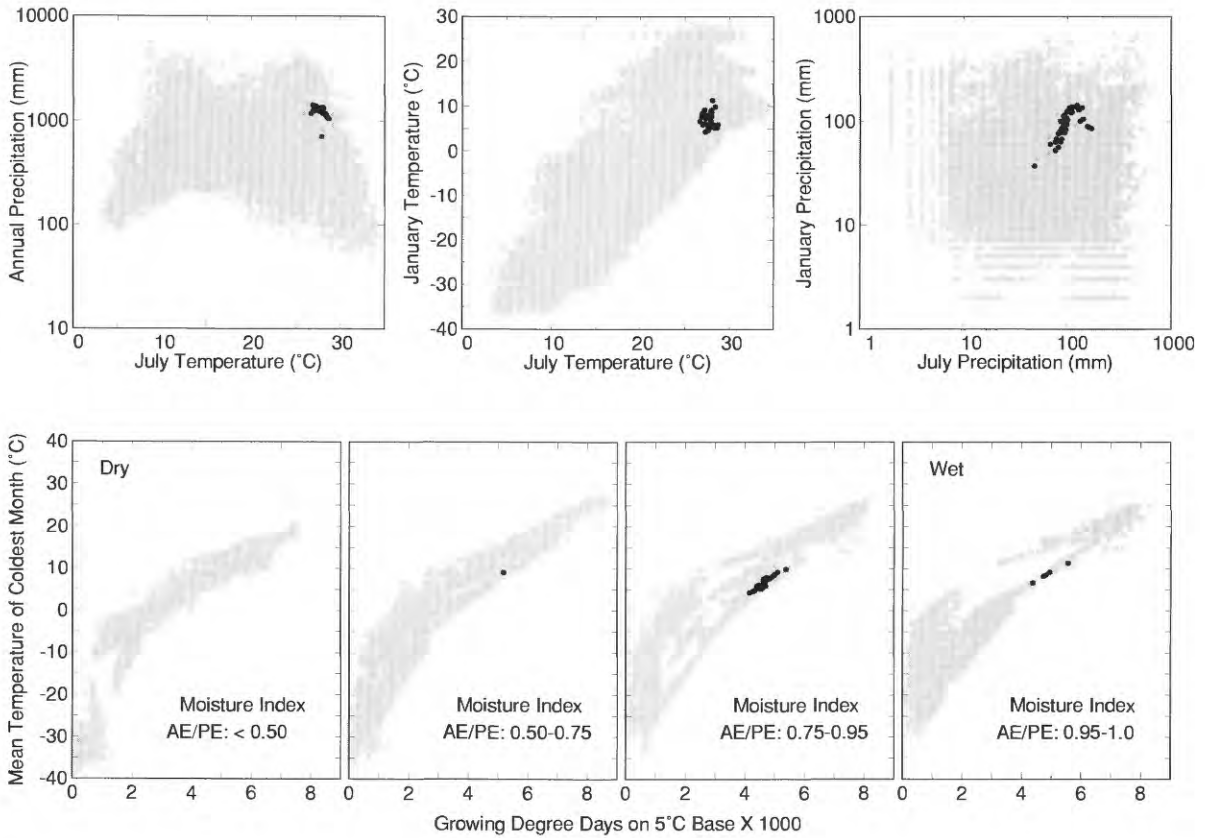 10000
1000
100
10
Annual Precipitation (mm)
0 10 20 30
July Temperature (°C)
30
20
10
0
-10
-20
-30
-40
January Temperature (°C)
0 10 20 30
July Temperature (°C)
1000
100
10
1
January Precipitation (mm)
1 10 100 1000
July Precipitation (mm)
Mean Temperature of Coldest Month (°C)
40
30
20
10
0
-10
-20
-30
-40
Dry
Moisture Index
AE/PE: < 0.50
0 2 4 6 8
Moisture Index
AE/PE: 0.50-0.75
0 2 4 6 8
Moisture Index
AE/PE: 0.75-0.95
0 2 4 6 8
Wet
Moisture Index
AE/PE: 0.95-1.0
0 2 4 6 8
Growing Degree Days on 5°C Base X 1000